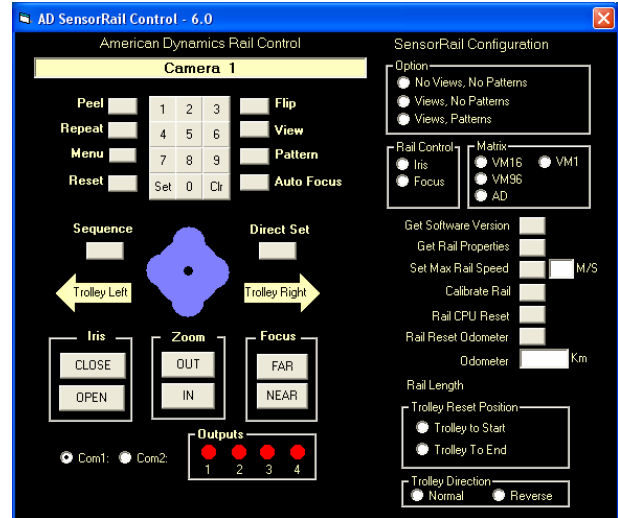 AD SensorRail Control - 6.0
American Dynamics Rail Control
Camera 1
Peel 1 2 3 Flip
Repeat 4 5 6 View
Menu 7 8 9 Pattern
Reset Set 0 Clr Auto Focus
Sequence Direct Set
Trolley Left Trolley Right
Iris Zoom Focus
CLOSE OUT FAR
OPEN IN NEAR
Com1: Com2:
Outputs
1 2 3 4
SensorRail Configuration
Option
No Views, No Patterns
Views, No Patterns
Views, Patterns
Rail Control
Iris
Focus
Matrix
VM16 VM1
VM96
AD
Get Software Version
Get Rail Properties
Set Max Rail Speed M/S
Calibrate Rail
Rail CPU Reset
Rail Reset Odometer
Odometer Km
Rail Length
Trolley Reset Position
Trolley to Start
Trolley To End
Trolley Direction
Normal Reverse